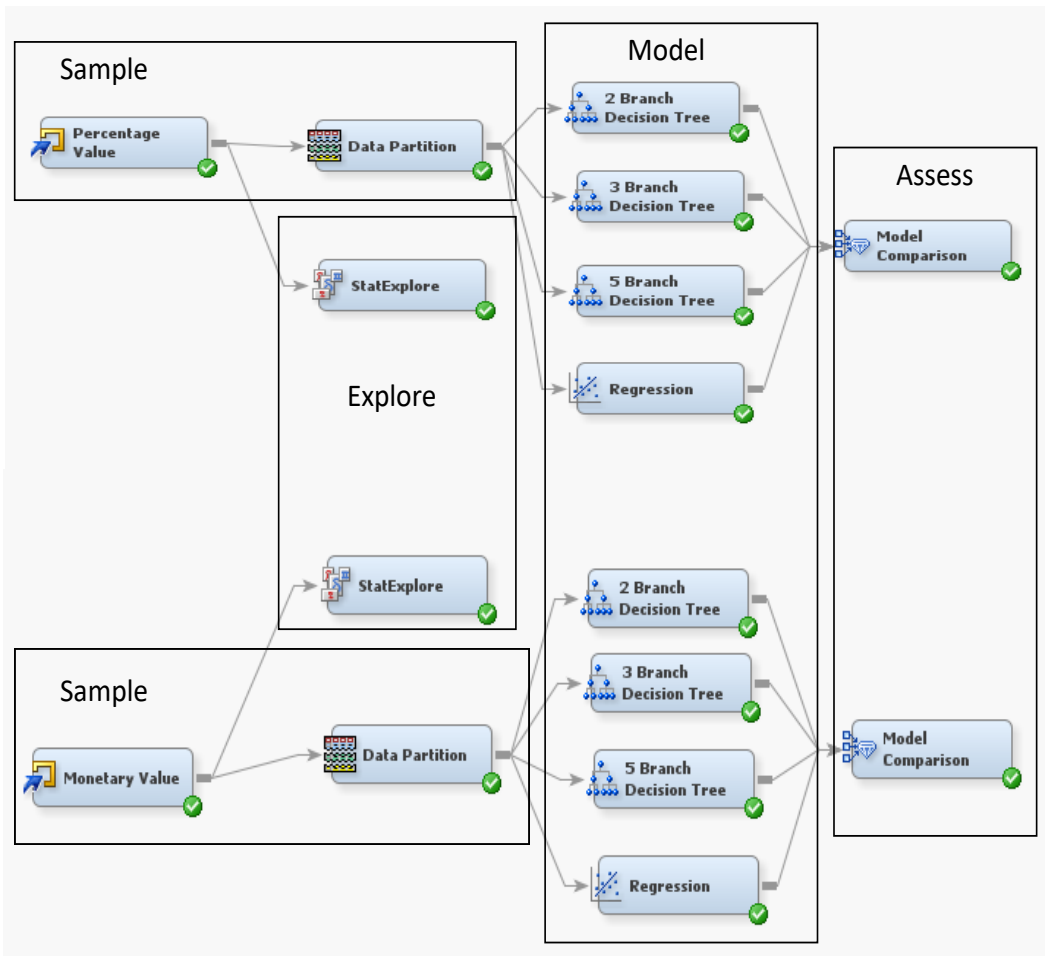 Sample
Model
Assess
Percentage
Value
Data Partition
2 Branch
Decision Tree
3 Branch
Decision Tree
5 Branch
Decision Tree
Regression
Model
Comparison
StatExplore
Explore
StatExplore
Sample
Monetary Value
Data Partition
2 Branch
Decision Tree
3 Branch
Decision Tree
5 Branch
Decision Tree
Regression
Model
Comparison